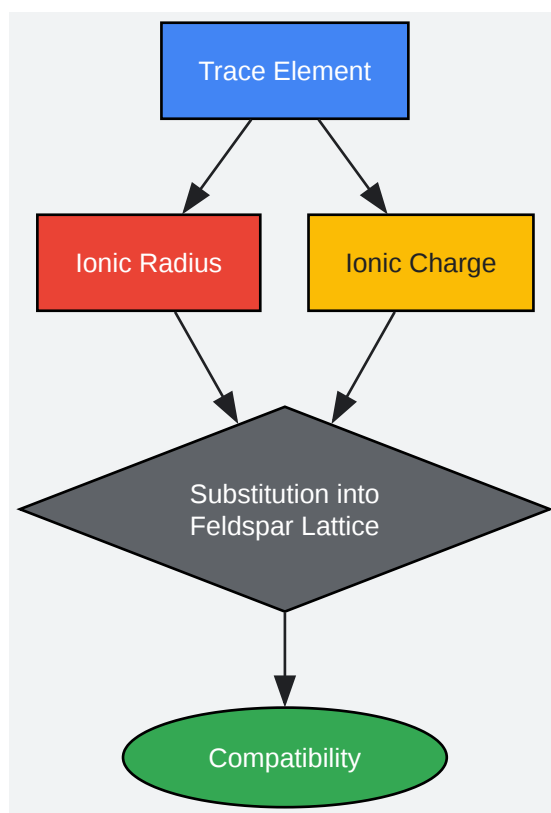 Trace Element
Ionic Radius
Ionic Charge
Substitution into
Feldspar Lattice
Compatibility